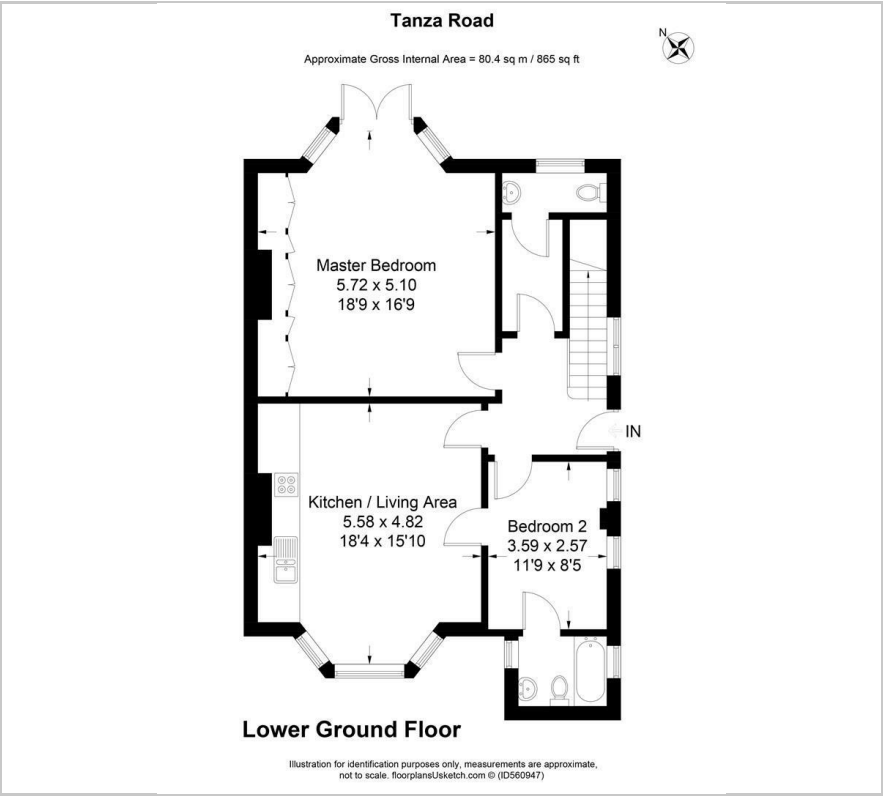 Tanza Road
N
Approximate Gross Internal Area = 80.4 sq m / 865 sq ft
Master Bedroom
5.72 x 5.10
18'9 x 16'9
IN
Kitchen / Living Area
5.58 x 4.82
18'4 x 15'10
Bedroom 2
3.59 x 2.57
11'9 x 8'5
Lower Ground Floor
Illustration for identification purposes only, measurements are approximate,
not to scale. floorplansUsketch.com © (ID560947)